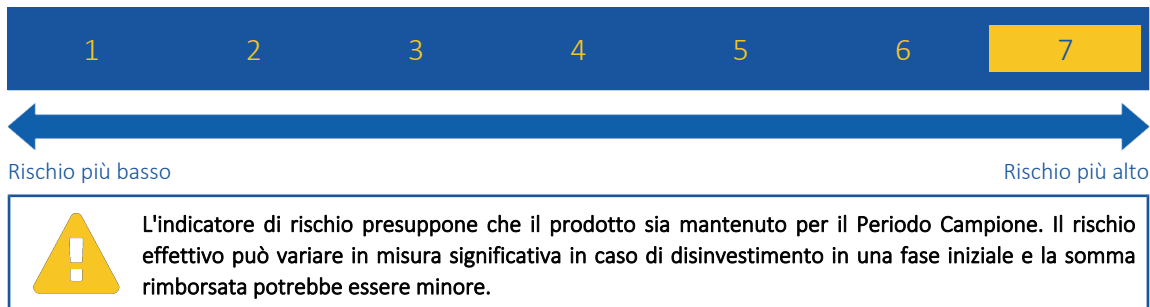 1 2 3 4 5 6 7
Rischio più basso Rischio più alto
L'indicatore di rischio presuppone che il prodotto sia mantenuto per il Periodo Campione. Il rischio
effettivo può variare in misura significativa in caso di disinvestimento in una fase iniziale e la somma
rimborsata potrebbe essere minore.